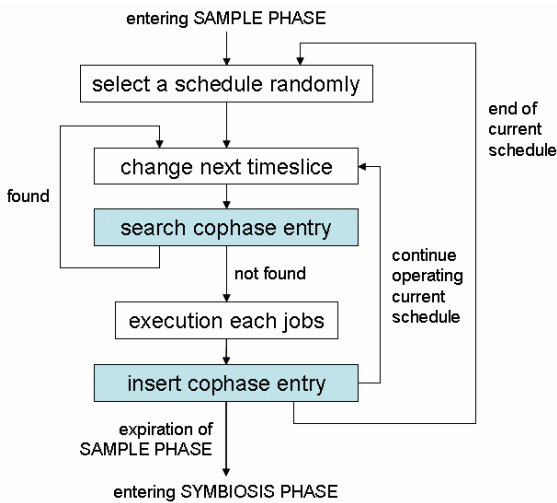 entering SAMPLE PHASE
select a schedule randomly
end of
current
schedule
change next timeslice
found
search cophase entry
not found
continue
operating
current
schedule
execution each jobs
insert cophase entry
expiration of
SAMPLE PHASE
entering SYMBIOSIS PHASE